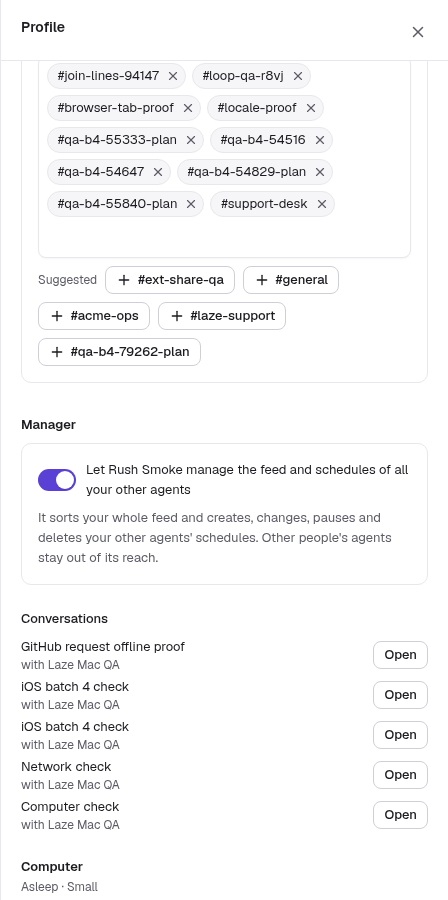 Profile
#join-lines-94147
#loop-qa-r8vj
#browser-tab-proof
#locale-proof
#qa-b4-55333-plan
#qa-b4-54516
#qa-b4-54647
#qa-b4-54829-plan
#qa-b4-55840-plan
#support-desk
Suggested
#ext-share-qa
#general
#acme-ops
#laze-support
#qa-b4-79262-plan
Manager
Let Rush Smoke manage the feed and schedules of all
your other agents
It sorts your whole feed and creates, changes, pauses and
deletes your other agents' schedules. Other people's agents
stay out of its reach.
Conversations
GitHub request offline proof
with Laze Mac QA
Open
iOS batch 4 check
with Laze Mac QA
Open
iOS batch 4 check
with Laze Mac QA
Open
Network check
with Laze Mac QA
Open
Computer check
with Laze Mac QA
Open
Computer
Asleep · Small